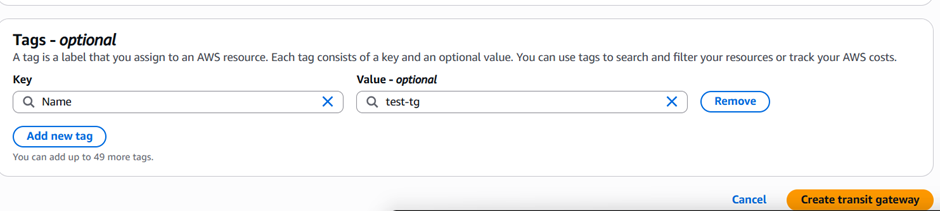 Tags - optional
A tag is a label that you assign to an AWS resource. Each tag consists of a key and an optional value. You can use tags to search and filter your resources or track your AWS costs.
Key Value - optional
Name test-tg Remove
Add new tag
You can add up to 49 more tags.
Cancel Create transit gateway